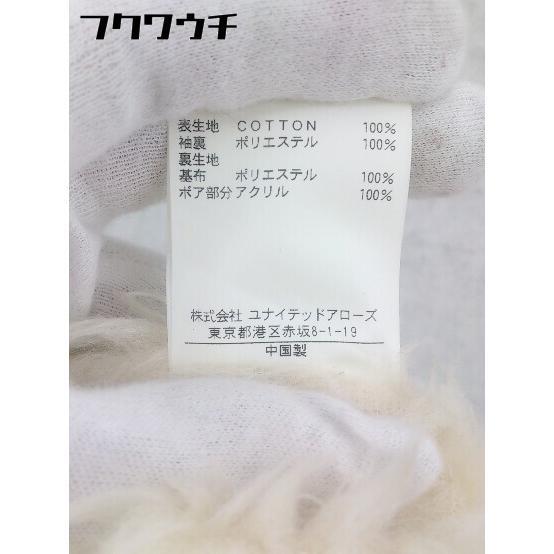 フクワウチ
表生地 COTTON 100%
袖裏 ポリエステル 100%
裏生地
基布 ポリエステル 100%
ボア部分アクリル 100%
株式会社 ユナイテッドアローズ
東京都港区赤坂8-1-19
中国製